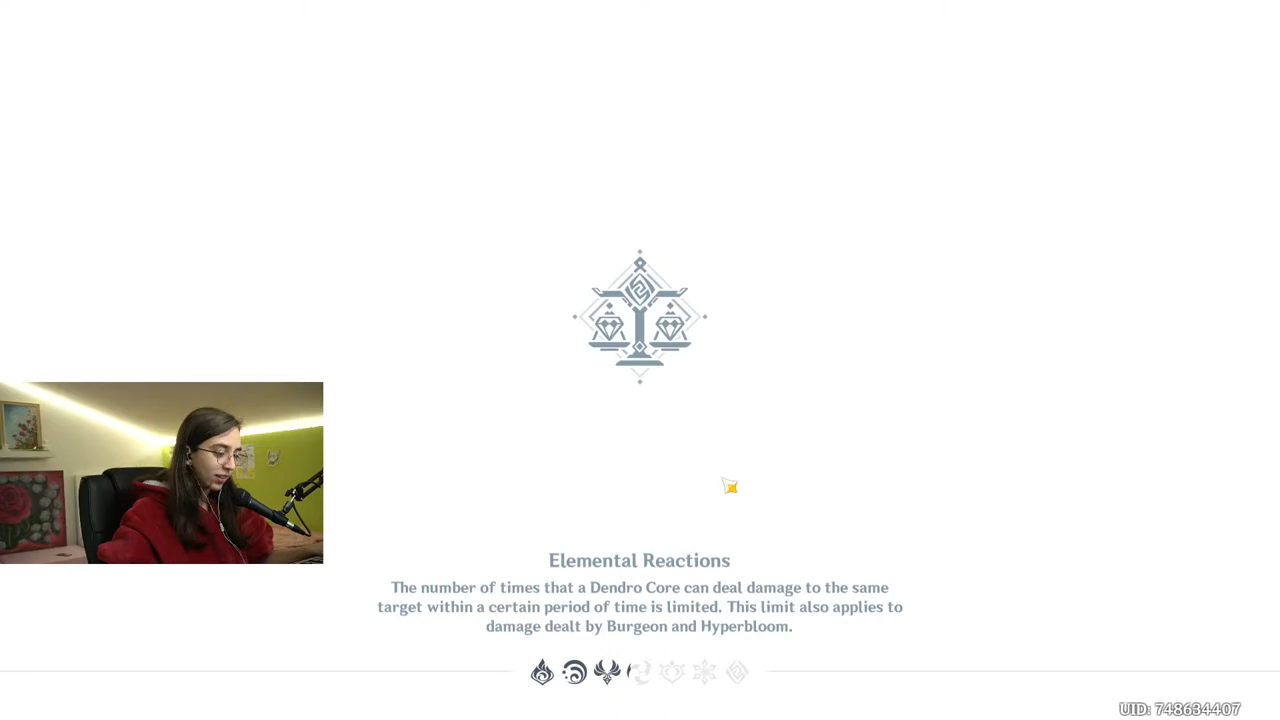 Elemental Reactions
The number of times that a Dendro Core can deal damage to the same
target within a certain period of time is limited. This limit also applies to
damage dealt by Burgeon and Hyperbloom.
UID: 748634407